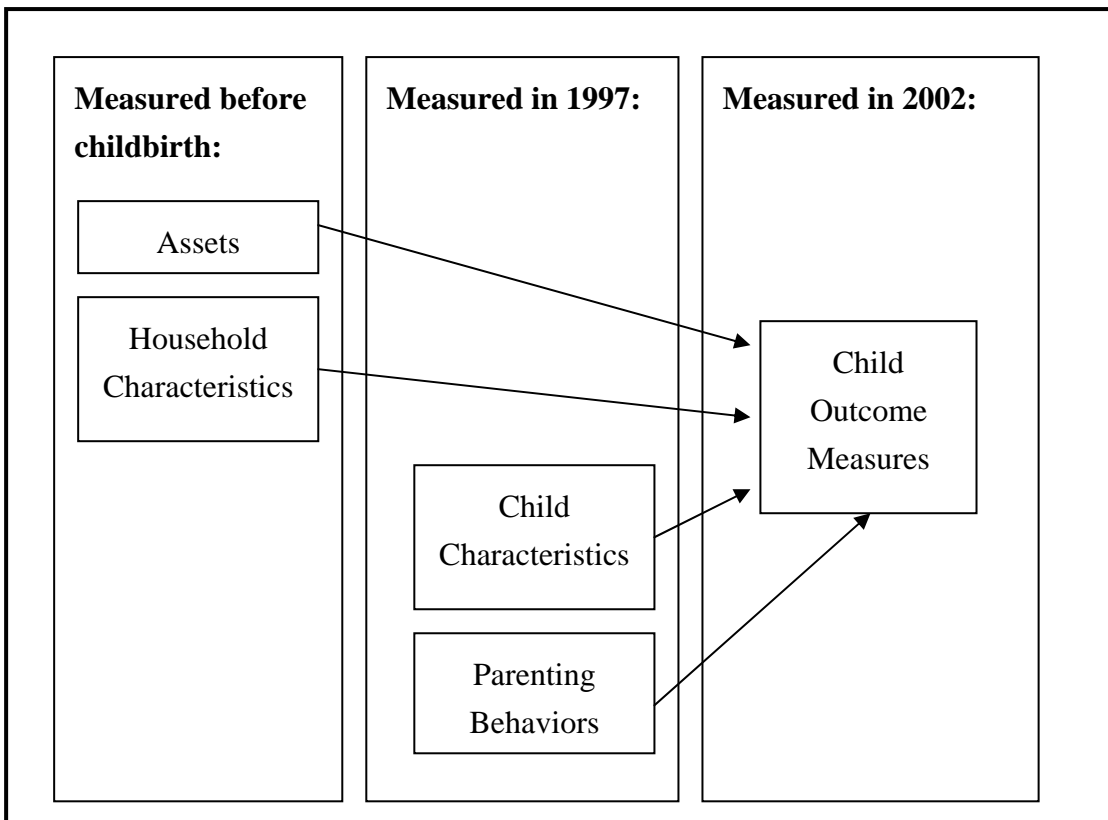 Measured before
childbirth:
Assets
Household
Characteristics
Measured in 1997:
Child
Characteristics
Parenting
Behaviors
Measured in 2002:
Child
Outcome
Measures